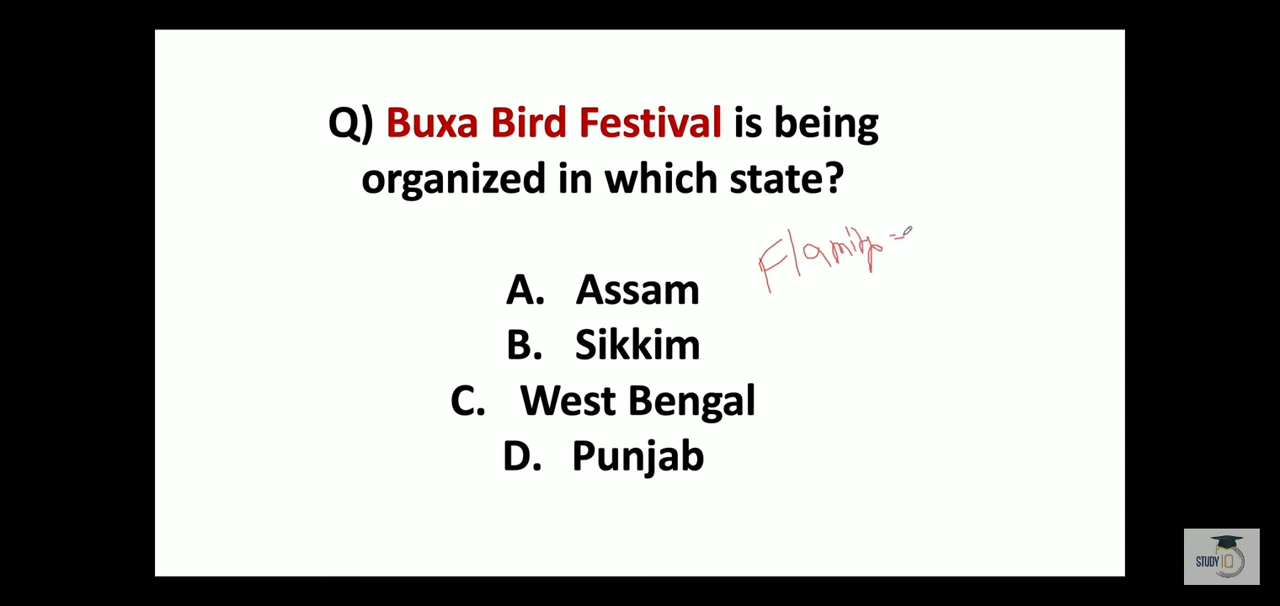 Q) Buxa Bird Festival is being
organized in which state?
A. Assam
B. Sikkim
C. West Bengal
D. Punjab
STUDY IQ